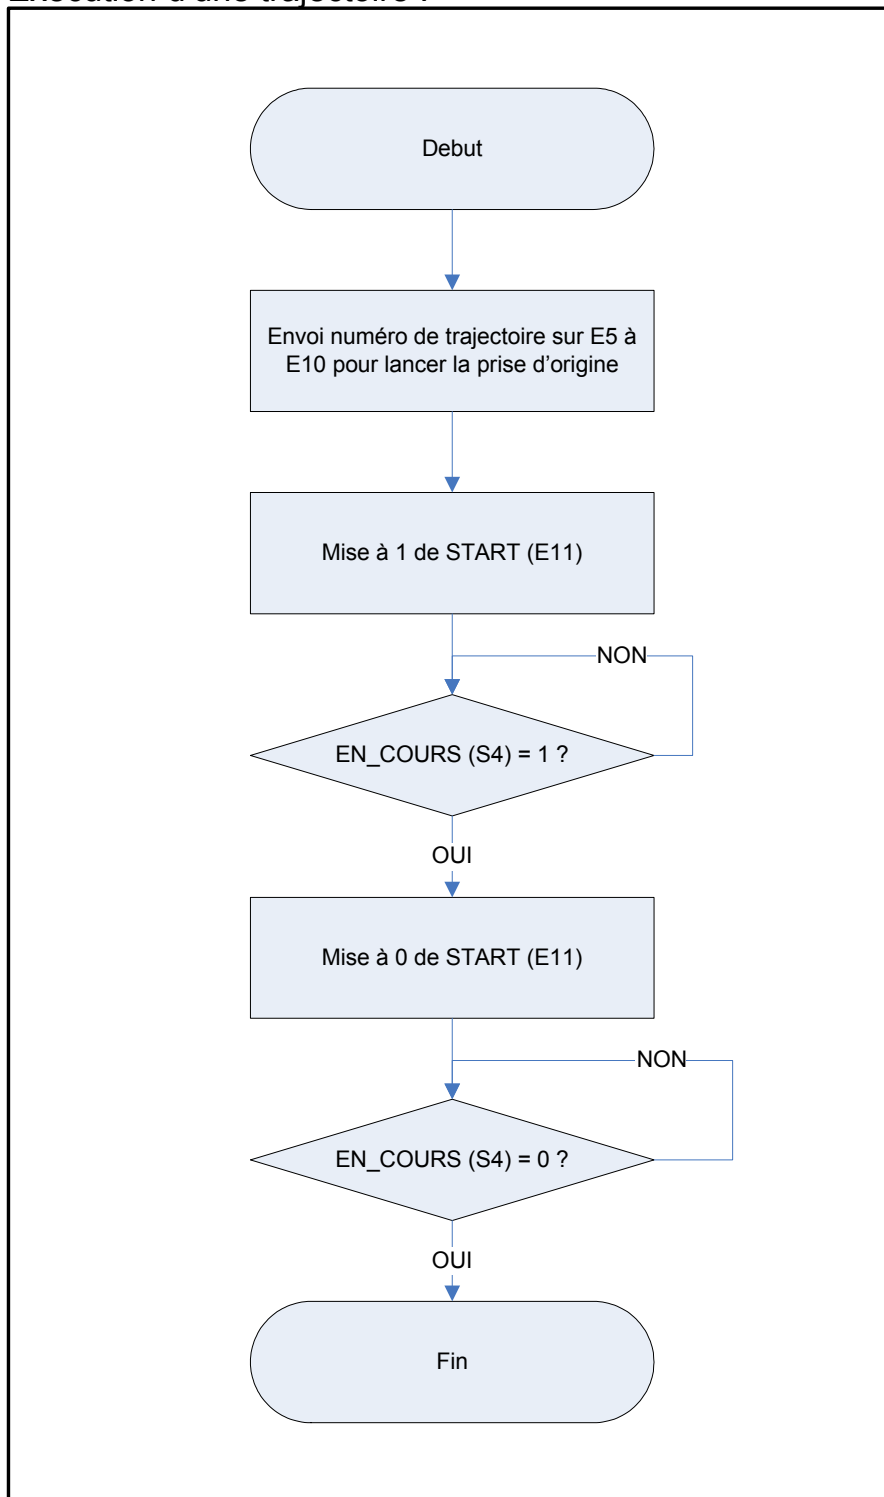 Exécution d'une trajectoire :
Debut
Envoi numéro de trajectoire sur E5 à
E10 pour lancer la prise d'origine
Mise à 1 de START (E11)
NON
EN_COURS (S4) = 1 ?
OUI
Mise à 0 de START (E11)
NON
EN_COURS (S4) = 0 ?
OUI
Fin